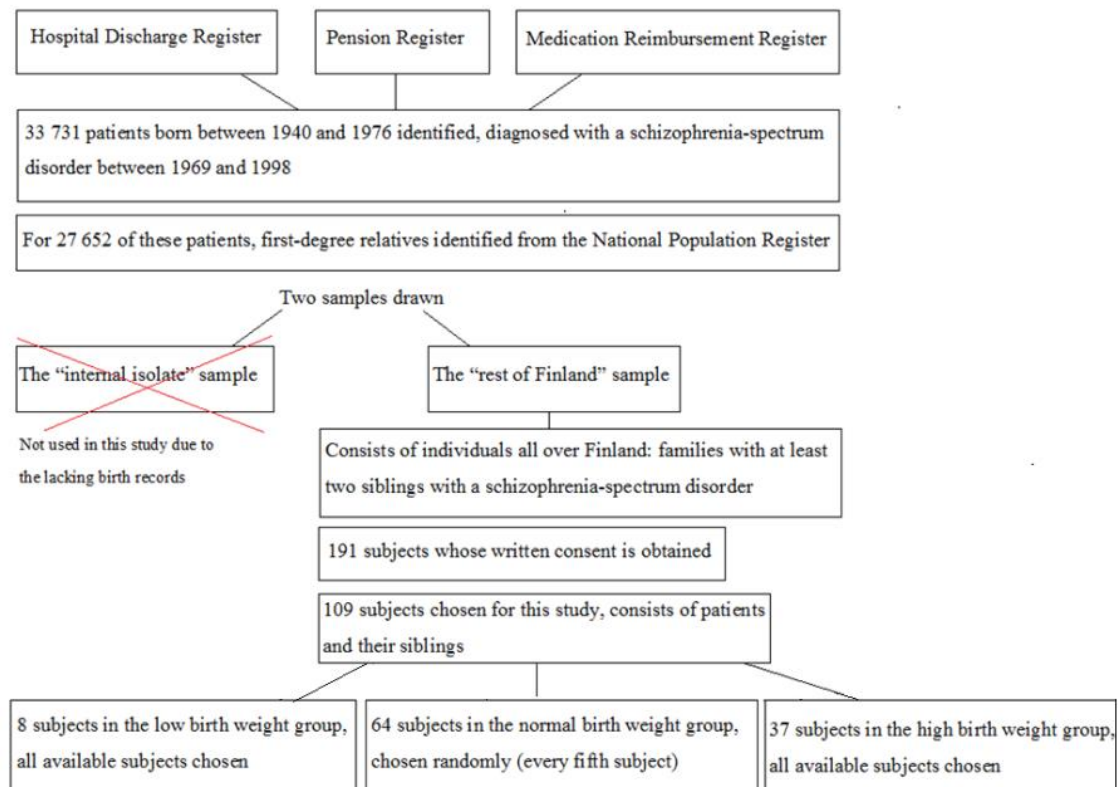 Hospital Discharge Register
Pension Register
Medication Reimbursement Register
33 731 patients born between 1940 and 1976 identified, diagnosed with a schizophrenia-spectrum
disorder between 1969 and 1998
For 27 652 of these patients, first-degree relatives identified from the National Population Register
Two samples drawn
The “internal isolate” sample
The “rest of Finland” sample
Not used in this study due to
the lacking birth records
Consists of individuals all over Finland: families with at least
two siblings with a schizophrenia-spectrum disorder
191 subjects whose written consent is obtained
109 subjects chosen for this study, consists of patients
and their siblings
8 subjects in the low birth weight group,
all available subjects chosen
64 subjects in the normal birth weight group,
chosen randomly (every fifth subject)
37 subjects in the high birth weight group,
all available subjects chosen